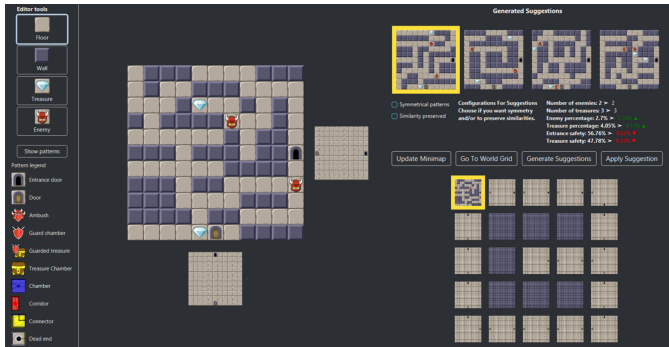 Editor tools
Floor
Wall
Treasure
Enemy
Show patterns
Pattern legend
Entrance door
Door
Ambush
Guard chamber
Guarded treasure
Treasure Chamber
Chamber
Corridor
Connector
Dead end
Generated Suggestions
Symmetrical patterns
Similarity preserved
Configurations For Suggestions
Choose if you want symmetry
and/or to preserve similarities.
Number of enemies: 2 ➢ 2
Number of treasures: 3 ➢ 3
Enemy percentage: 2.7% ➢
Treasure percentage: 4.05% ➢
Entrance safety: 56.76% ➢
Treasure safety: 47.78% ➢
Update Minimap
Go To World Grid
Generate Suggestions
Apply Suggestion